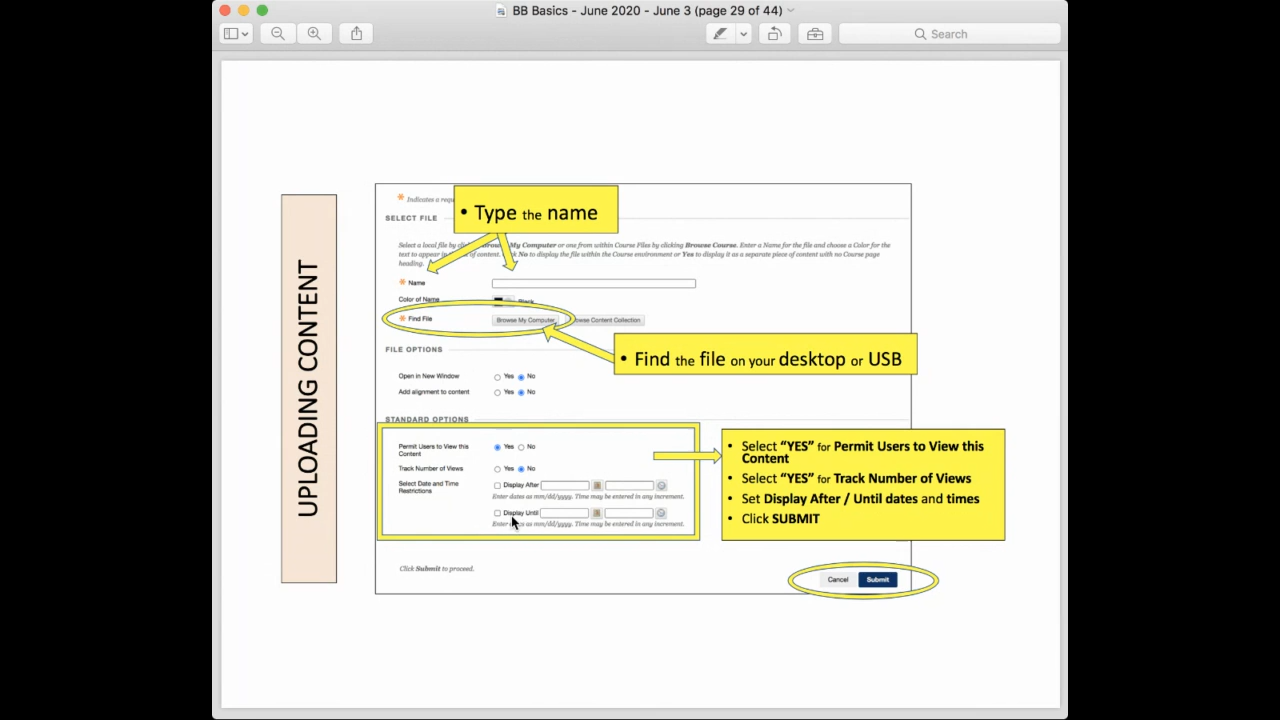 BB Basics - June 2020 - June 3 (page 29 of 44)
Search
UPLOADING CONTENT
Indicates a requ
• Type the name
SELECT FILE
Select a local file by cli Browse My Computer or one from within Course Files by clicking Browse Course. Enter a Name for the file and choose a Color for the
text to appear in of content. Click No to display the file within the Course environment or Yes to display it as a separate piece of content with no Course page
heading.
Name
Color of Name Black
Find File Browse My Computer owse Content Collection
• Find the file on your desktop or USB
FILE OPTIONS
Open in New Window Yes No
Add alignment to content Yes No
STANDARD OPTIONS
Permit Users to View this
Content Yes No
Track Number of Views Yes No
Select Date and Time
Restrictions
Display After
Enter dates as mm/dd/yyyy. Time may be entered in any increment.
Display Until
Enter dates as mm/dd/yyyy. Time may be entered in any increment.
• Select “YES” for Permit Users to View this
Content
• Select “YES” for Track Number of Views
• Set Display After / Until dates and times
• Click SUBMIT
Click Submit to proceed.
Cancel Submit